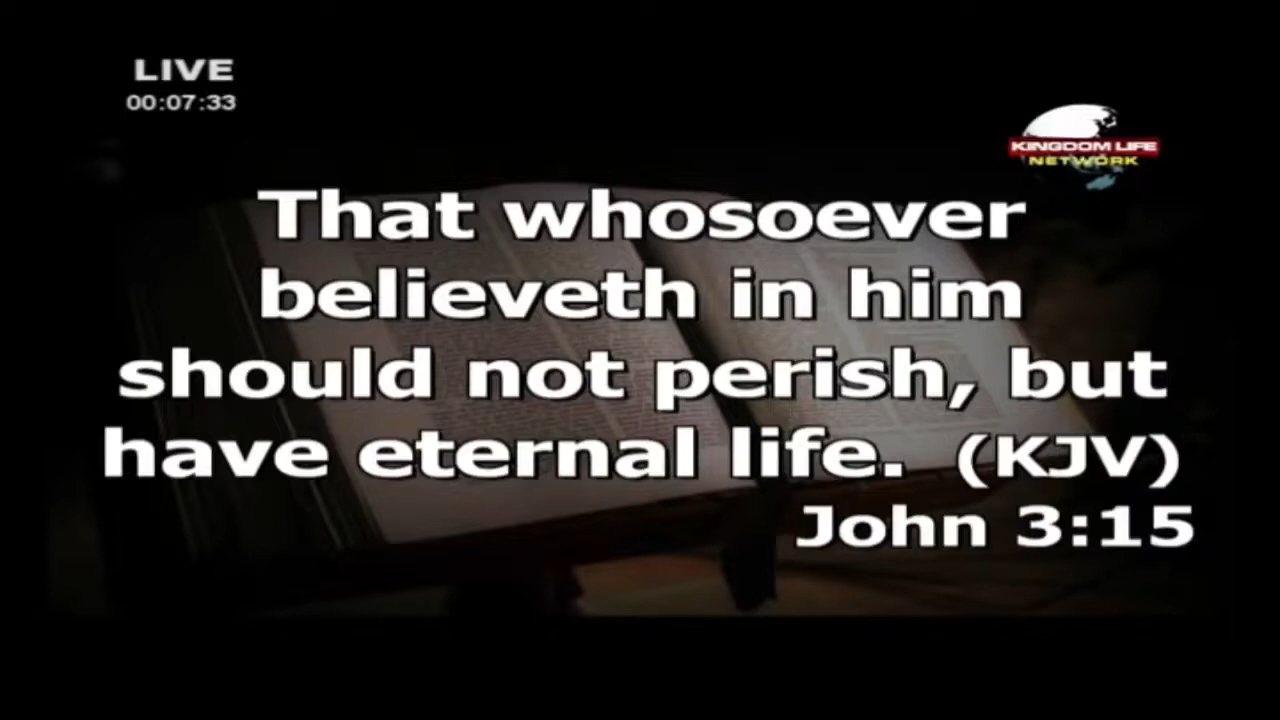 LIVE
00:07:33
KINGDOM LIFE
NETWORK
That whosoever
believeth in him
should not perish, but
have eternal life. (KJV)
John 3:15